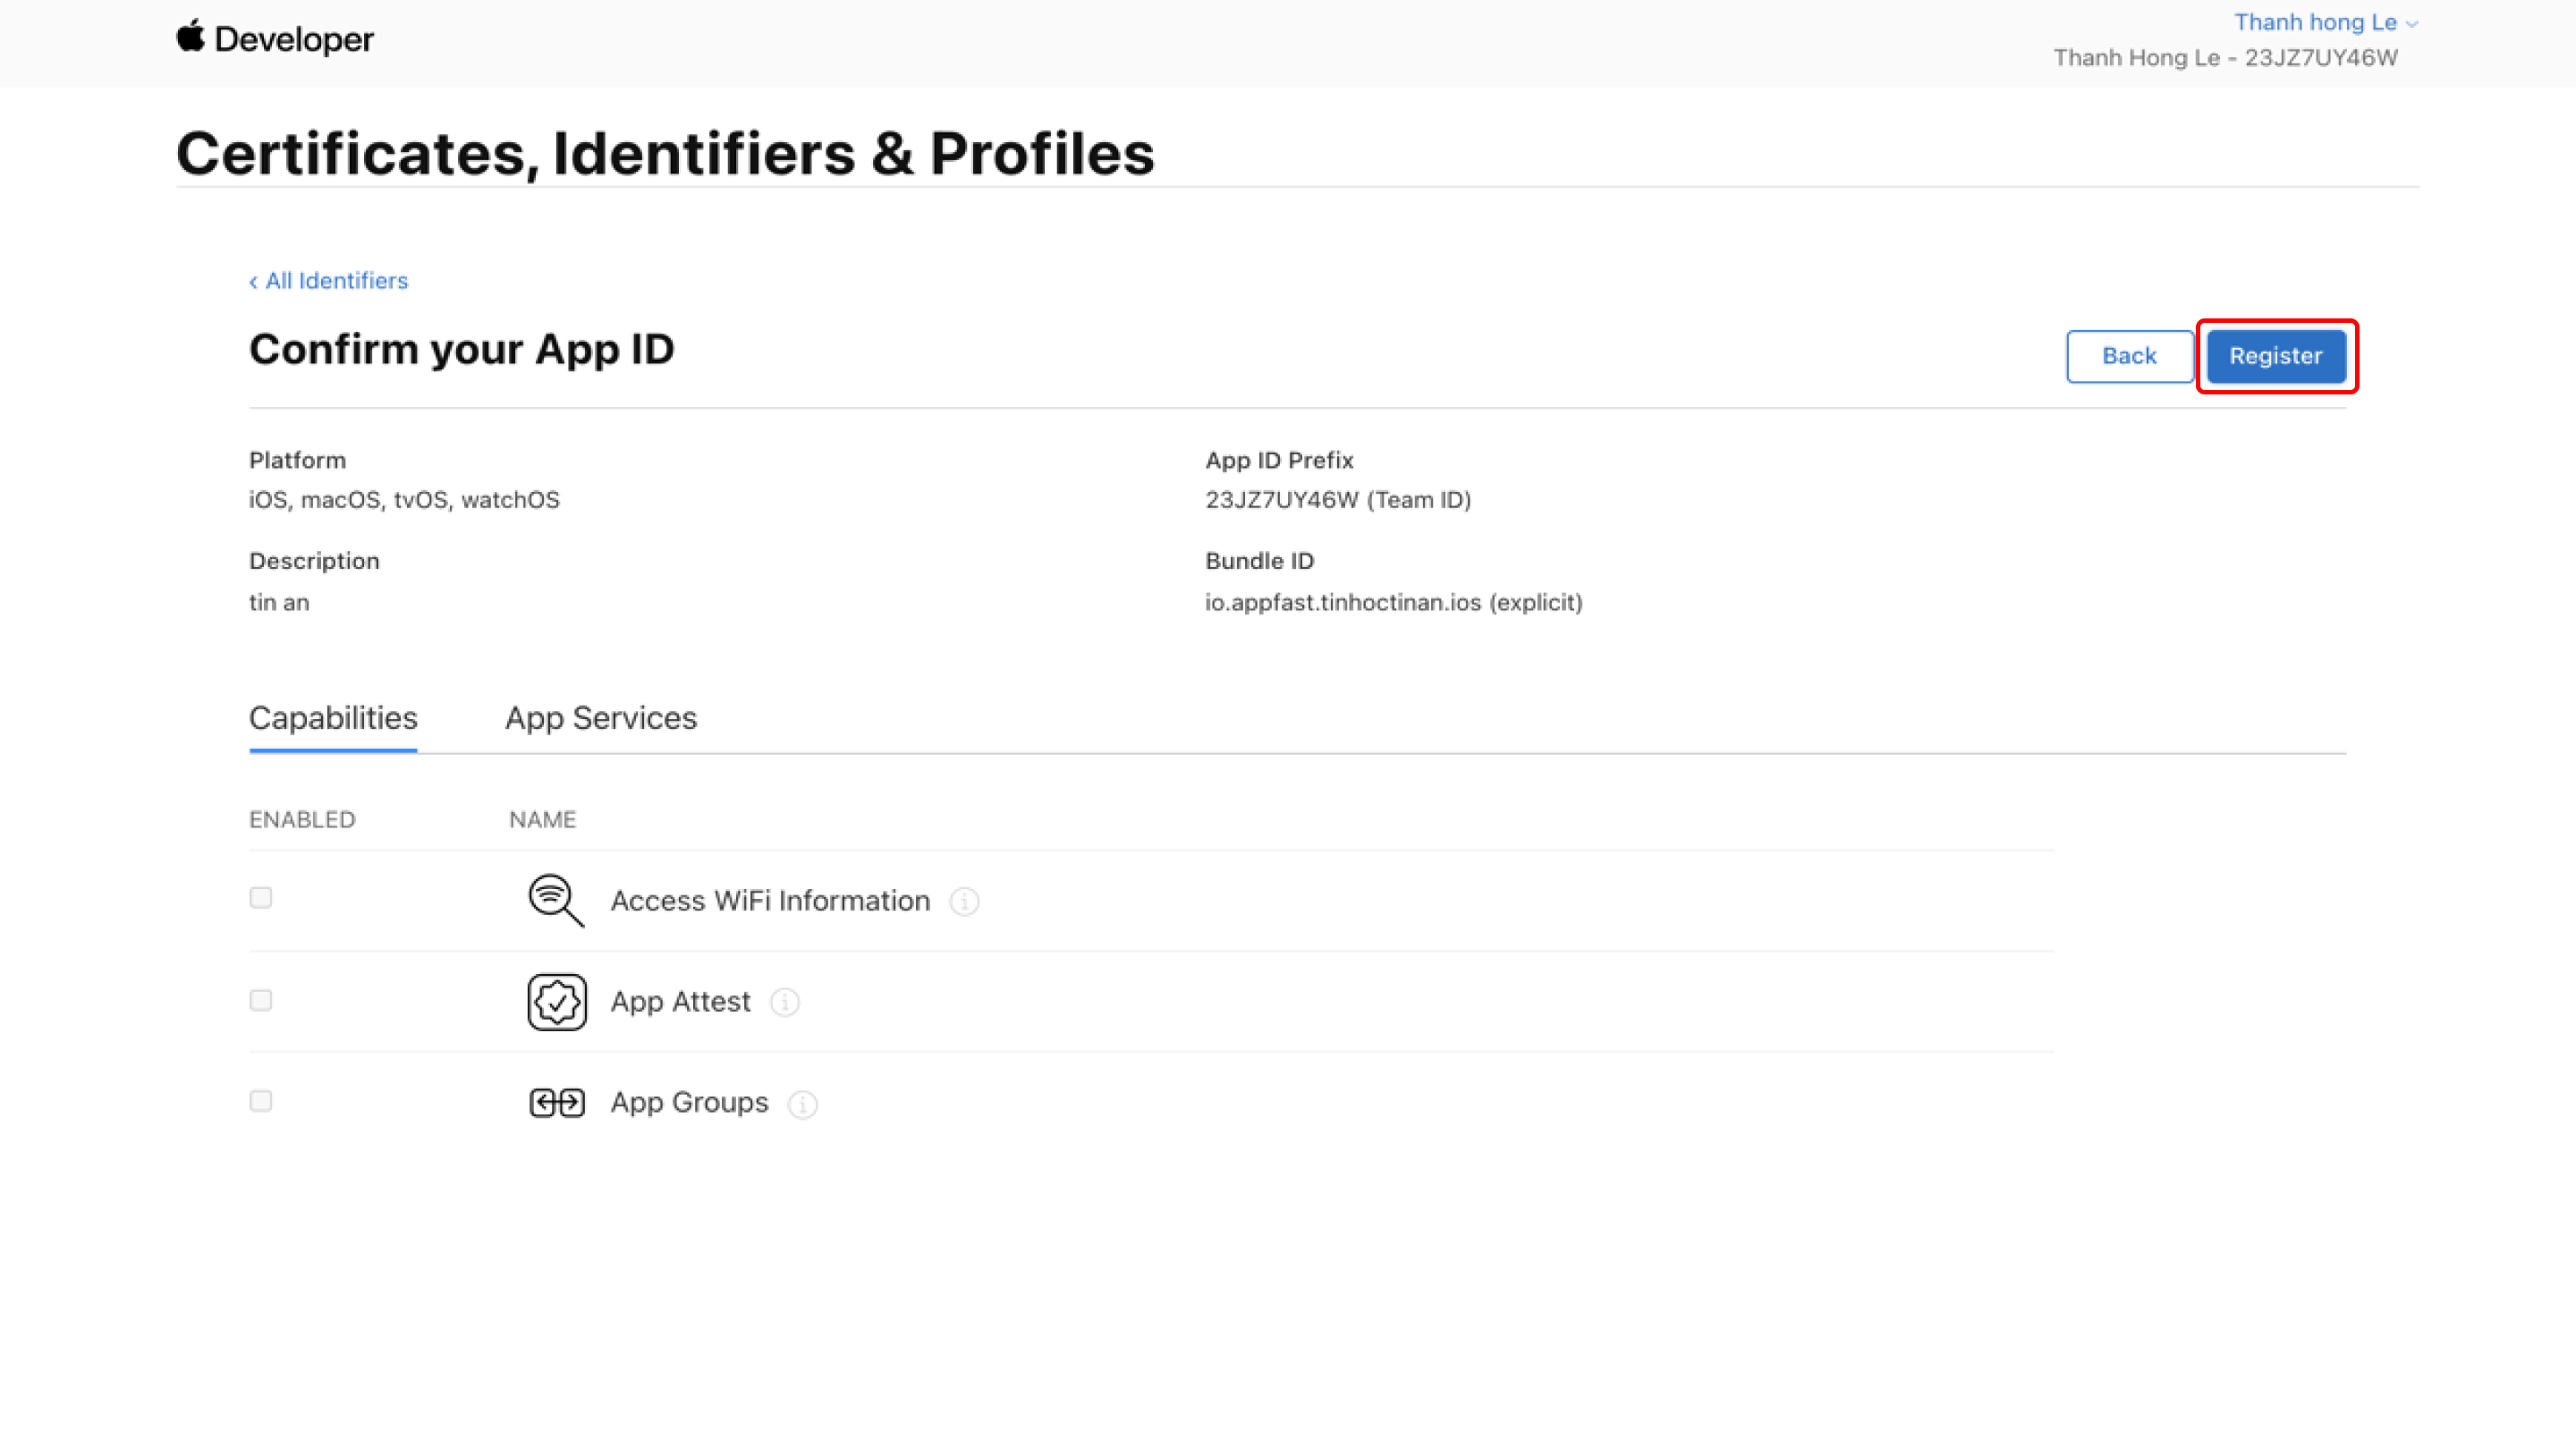 Developer
Thanh hong Le
Thanh Hong Le - 23JZ7UY46W
Certificates, Identifiers & Profiles
‹ All Identifiers
Confirm your App ID
Back
Register
Platform
iOS, macOS, tvOS, watchOS
App ID Prefix
23JZ7UY46W (Team ID)
Description
tin an
Bundle ID
io.appfast.tinhoctinan.ios (explicit)
Capabilities
App Services
ENABLED
NAME
Access WiFi Information
App Attest
App Groups